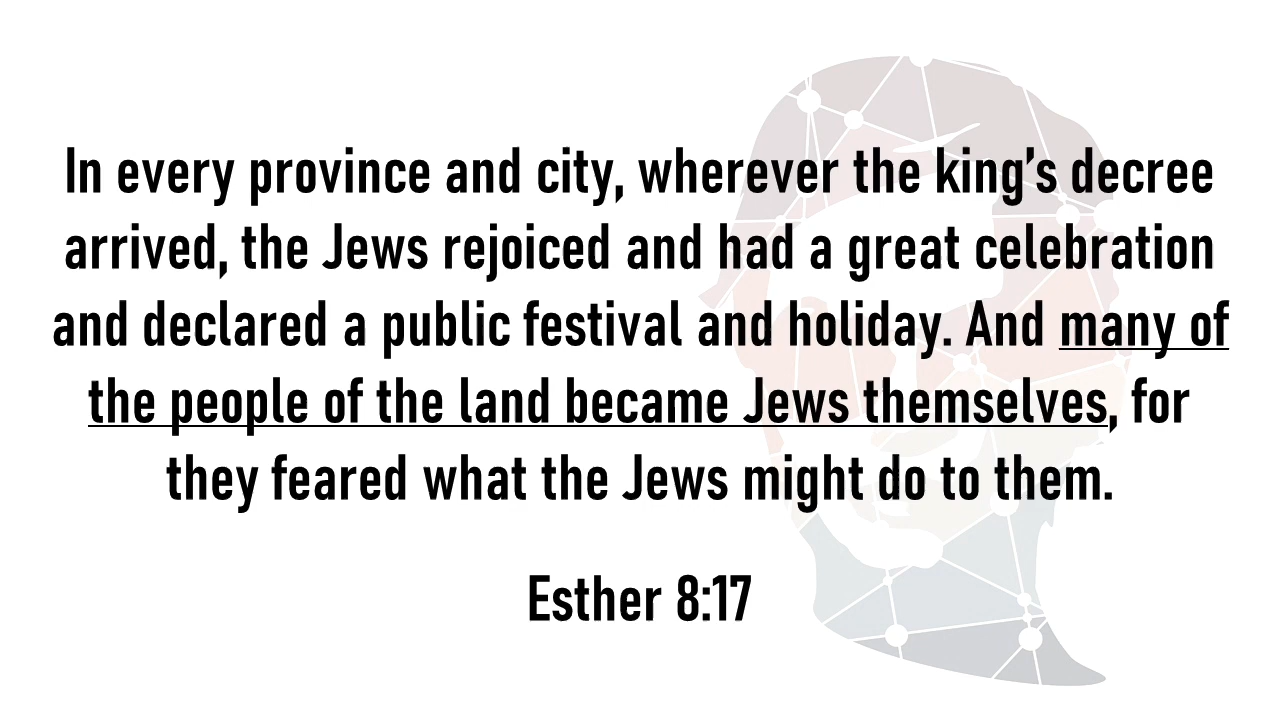 In every province and city, wherever the king’s decree
arrived, the Jews rejoiced and had a great celebration
and declared a public festival and holiday. And many of
the people of the land became Jews themselves, for
they feared what the Jews might do to them.
Esther 8:17